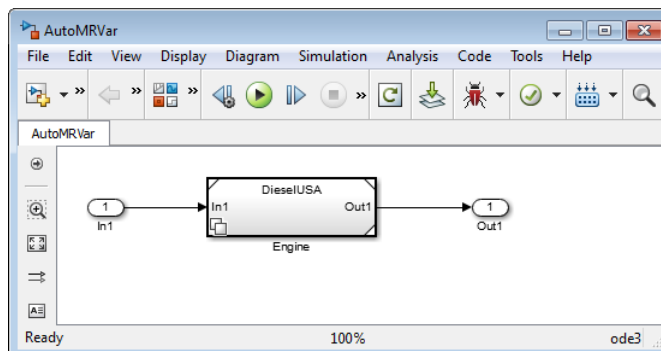 AutoMRVar
File Edit View Display Diagram Simulation Analysis Code Tools Help
AutoMRVar
DieselUSA
1 In1 Out1 1
In1 Out1
Engine
Ready 100% ode3